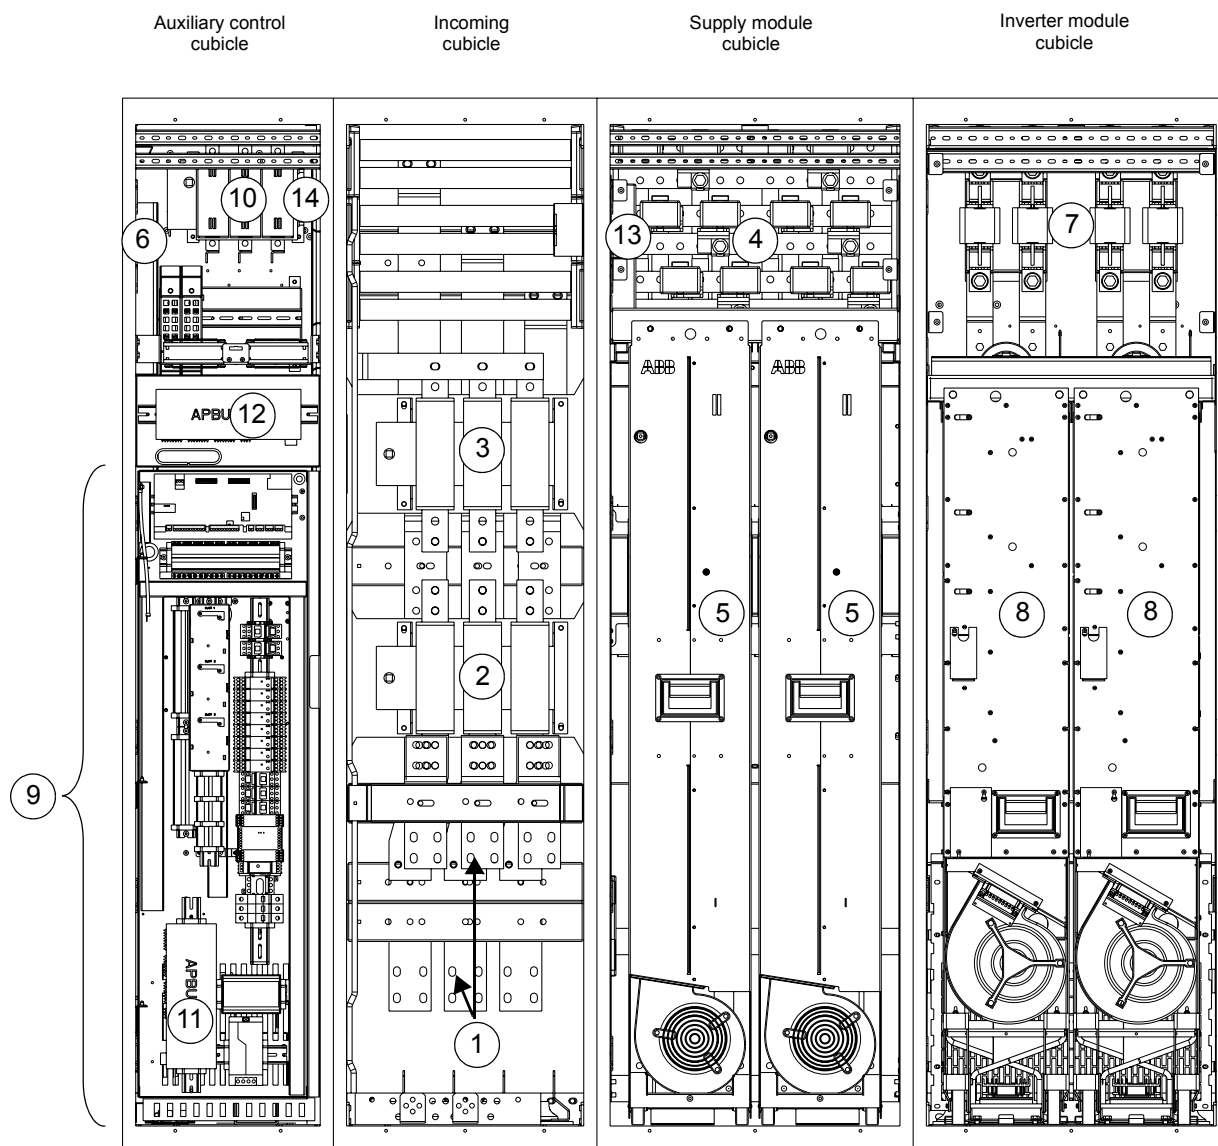 Auxiliary control
cubicle
Incoming
cubicle
Supply module
cubicle
Inverter module
cubicle
10
14
6
13
4
7
ABB
ABB
APBU
12
3
5
5
8
8
2
9
APBU
11
1